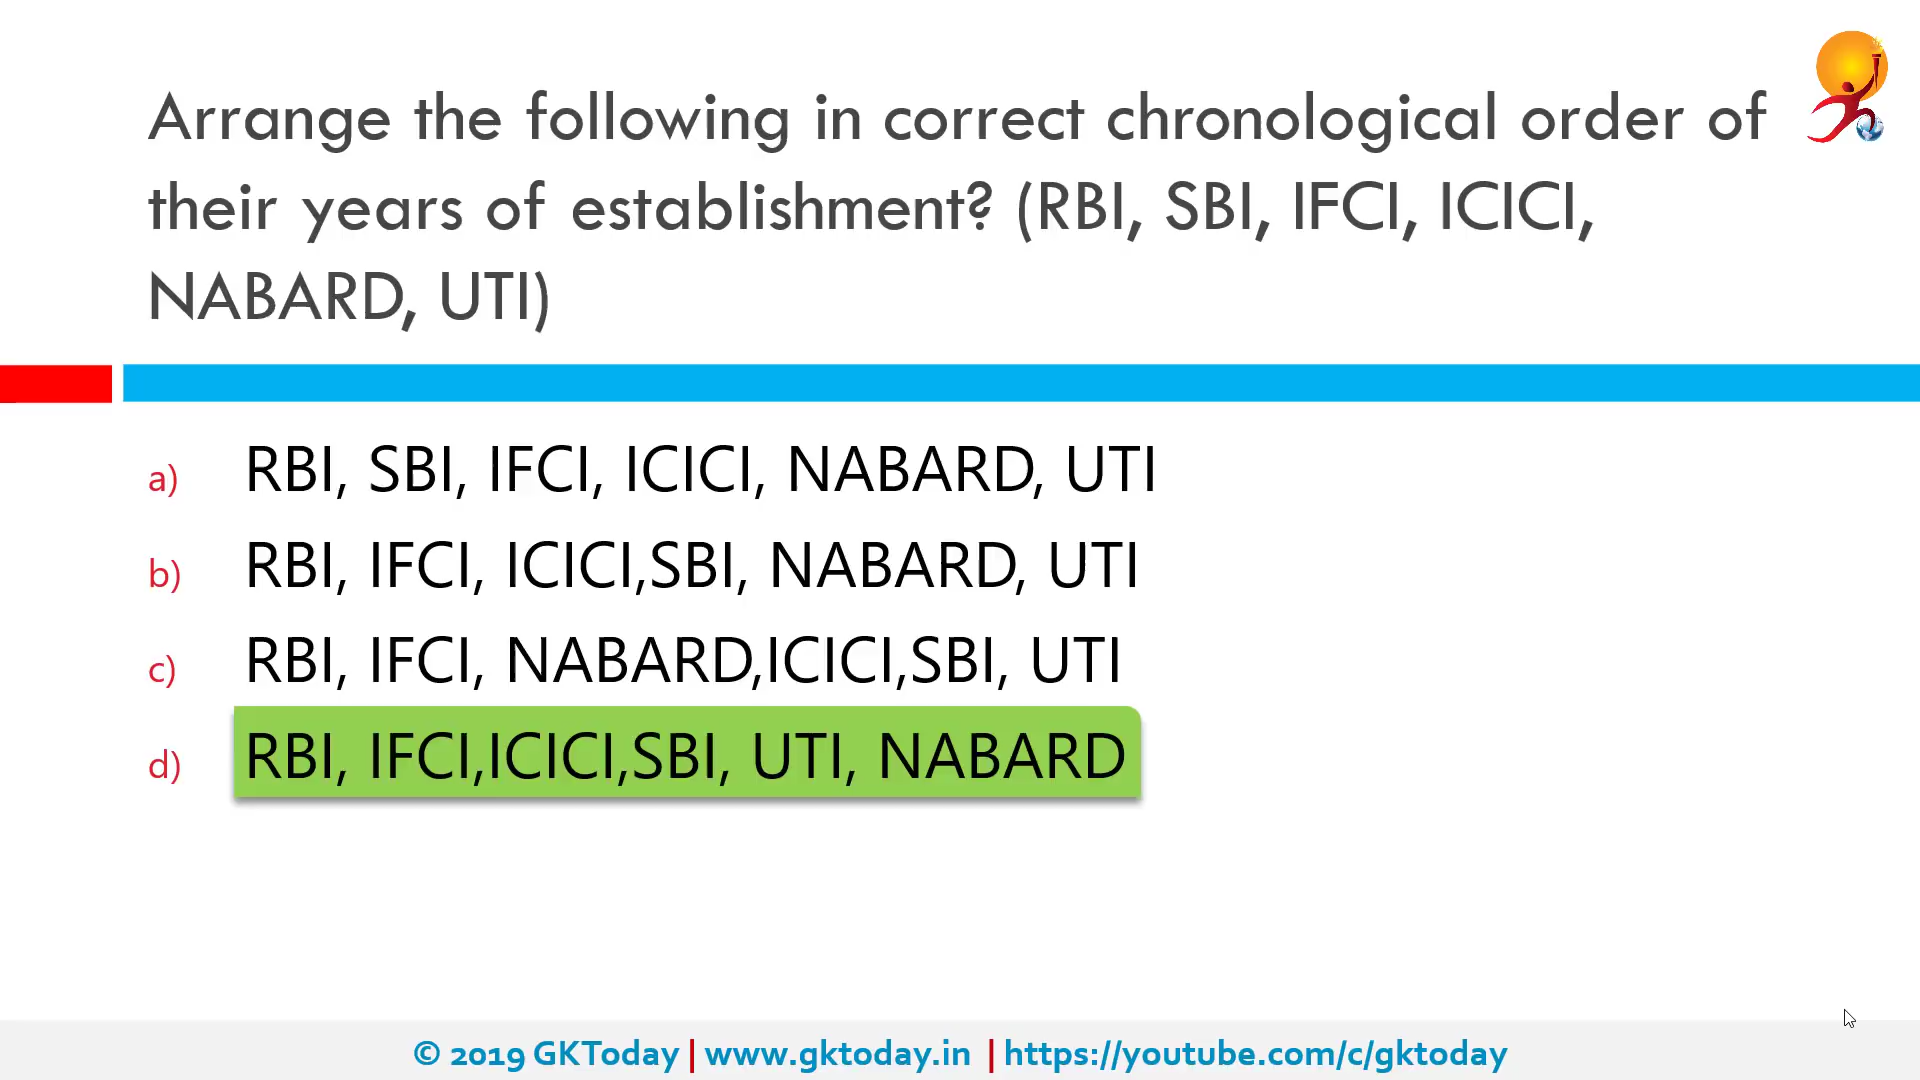 Arrange the following in correct chronological order of
their years of establishment? (RBI, SBI, IFCI, ICICI,
NABARD, UTI)
a) RBI, SBI, IFCI, ICICI, NABARD, UTI
b) RBI, IFCI, ICICI,SBI, NABARD, UTI
c) RBI, IFCI, NABARD,ICICI,SBI, UTI
d) RBI, IFCI,ICICI,SBI, UTI, NABARD
© 2019 GKToday | www.gktoday.in | https://youtube.com/c/gktoday